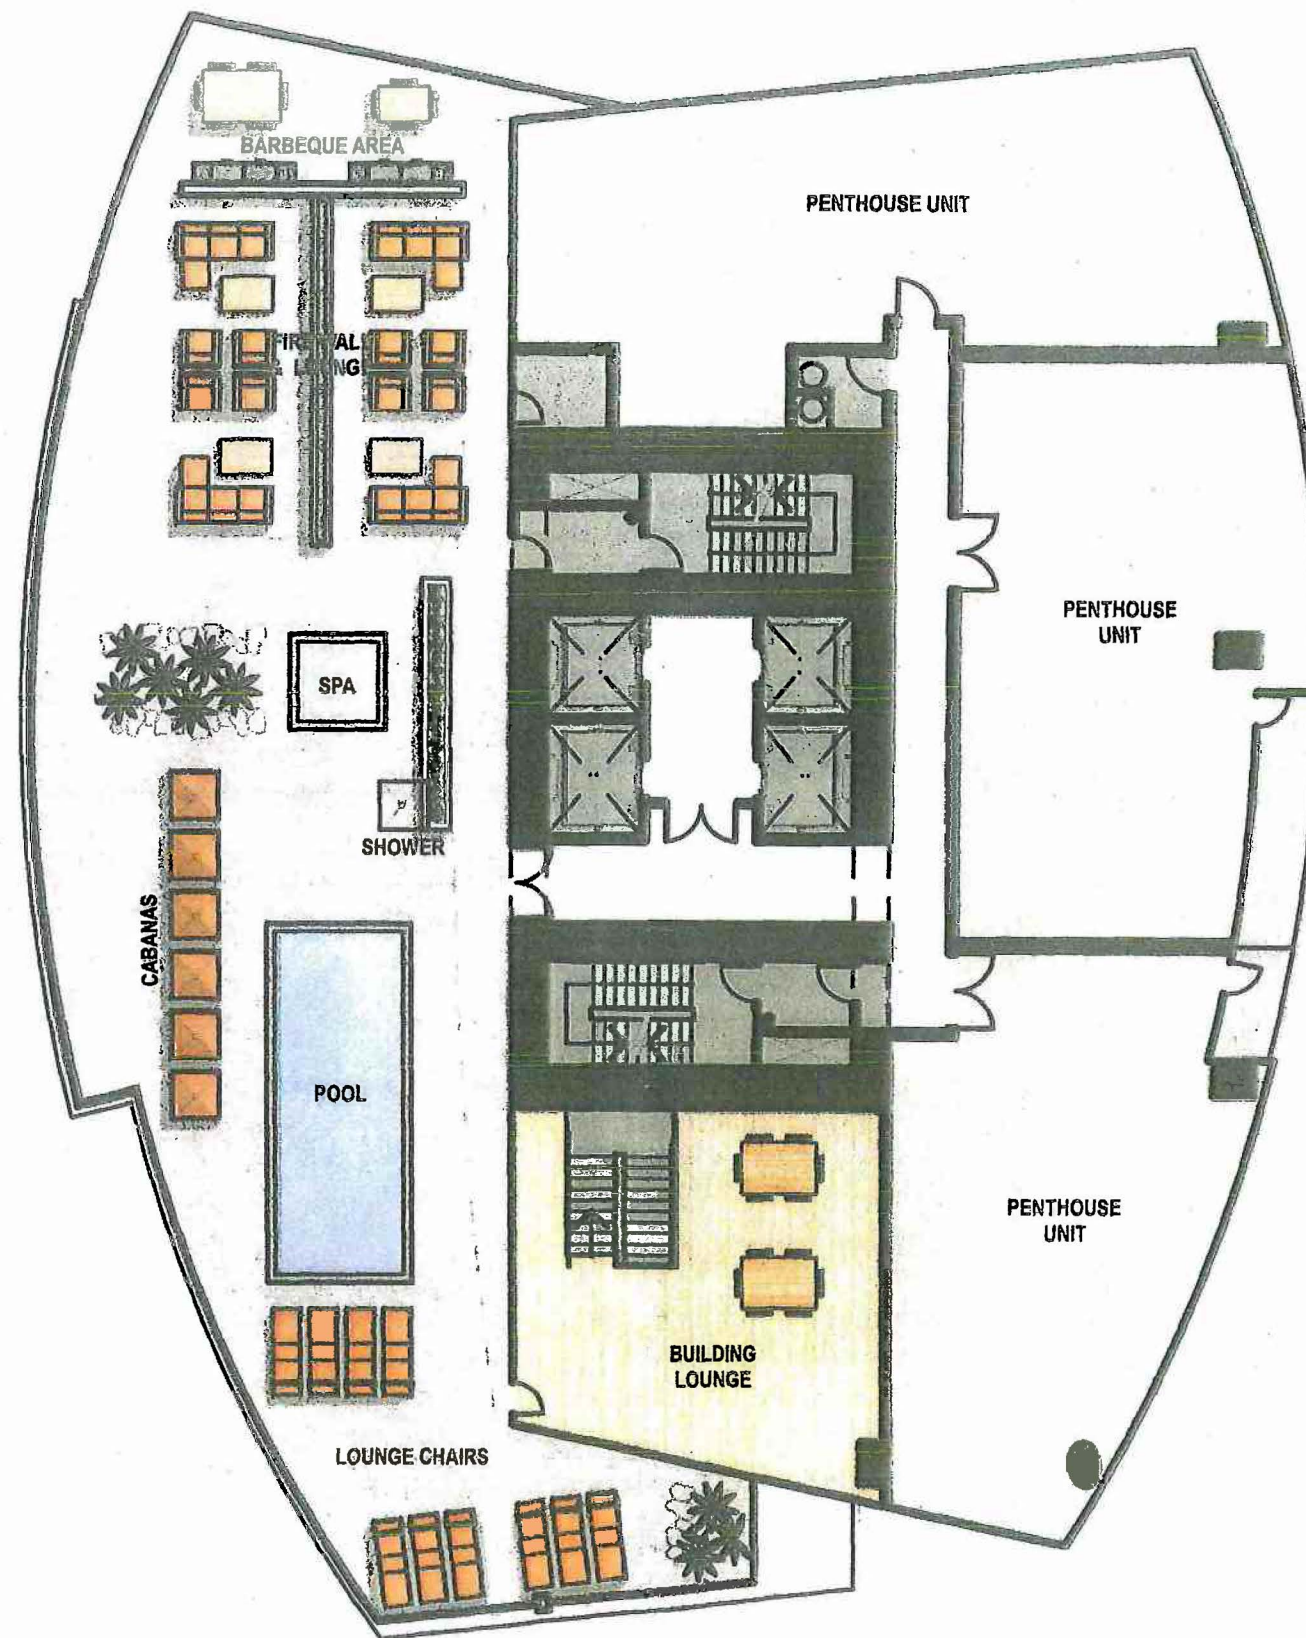 BARBEQUE AREA
PENTHOUSE UNIT
PENTHOUSE
UNIT
SPA
SHOWER
CABANAS
POOL
PENTHOUSE
UNIT
BUILDING
LOUNGE
LOUNGE CHAIRS